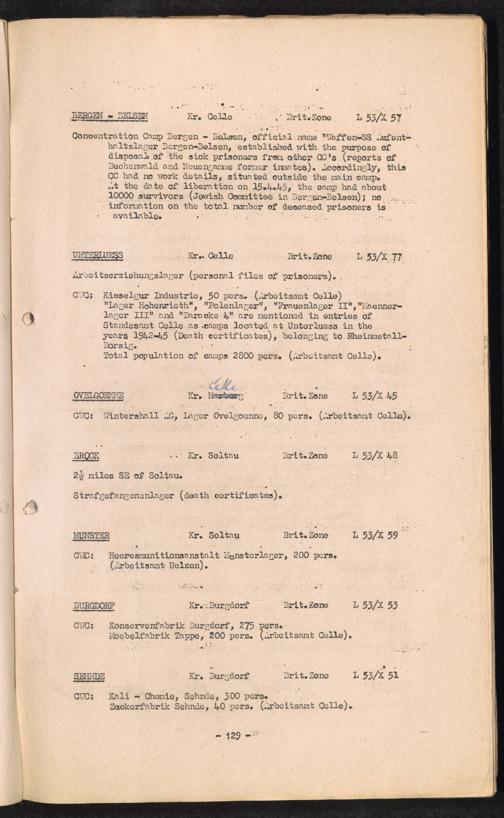 BERGEN - BELSEN Kr. Celle Brit.Zone L 53/X 57
Concentration Camp Bergen - Belsen, official name "Waffen-SS Aufent-
haltslager Bergen-Belsen, established with the purpose of
disposal of the sick prisoners from other CC's (reports of
Buchenwald and Neuengamme former inmates). Accordingly, this
CC had no work details, situated outside the main camp.
At the date of liberation on 15.4.45, the camp had about
10000 survivors (Jewish Committee in Bergen-Belsen); no
information on the total number of deceased prisoners is
available.
UNTERLUESS Kr. Celle Brit.Zone L 53/X 77
Arbeitserziehungslager (personal files of prisoners).
CWC: Kieselgur Industrie, 50 pers. (Arbeitsamt Celle)
"Lager Hohenrieth", "Polenlager", "Frauenlager II","Maenner-
lager III" and "Baracke 4" are mentioned in entries of
Standesamt Celle as camps located at Unterluess in the
years 1942-45 (Death certificates), belonging to Rheinmetall-
Borsig.
Total population of camps 2800 pers. (Arbeitsamt Celle).
Celle
OVELGOENNE Kr. Harburg Brit.Zone L 53/X 45
CWC: Wintershall AG, Lager Ovelgoenne, 80 pers. (Arbeitsamt Celle).
BROCK Kr. Soltau Brit.Zone L 53/X 48
2½ miles SE of Soltau.
Strafgefangenenlager (death certificates).
MUNSTER Kr. Soltau Brit.Zone L 53/X 59
CWC: Heeresmunitionsanstalt Munsterlager, 200 pers.
(Arbeitsamt Uelzen).
BURGDORF Kr. Burgdorf Brit.Zone L 53/X 53
CWC: Konservenfabrik Burgdorf, 275 pers.
Moebelfabrik Tappe, 200 pers. (Arbeitsamt Celle).
SEHNDE Kr. Burgdorf Brit.Zone L 53/X 51
CWC: Kali - Chemie, Sehnde, 300 pers.
Zuckerfabrik Sehnde, 40 pers. (Arbeitsamt Celle).
- 129 -